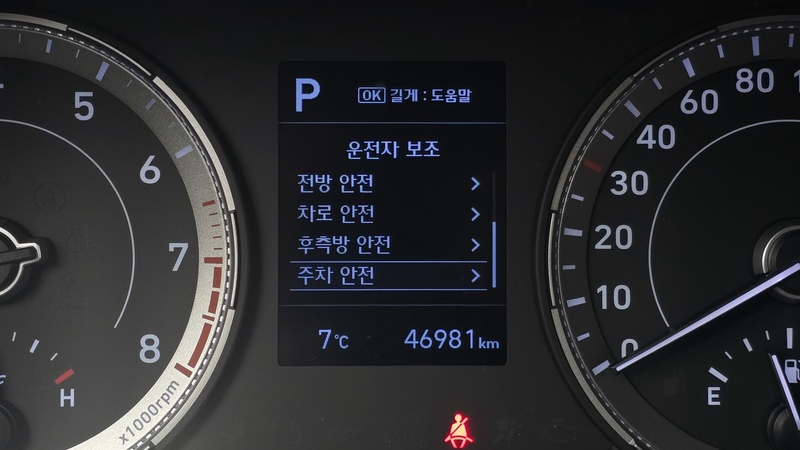 P
OK 길게 : 도움말
운전자 보조
전방 안전
차로 안전
후측방 안전
주차 안전
7℃
46981km
5
6
7
8
x1000rpm
H
80
60
40
30
20
10
0
E